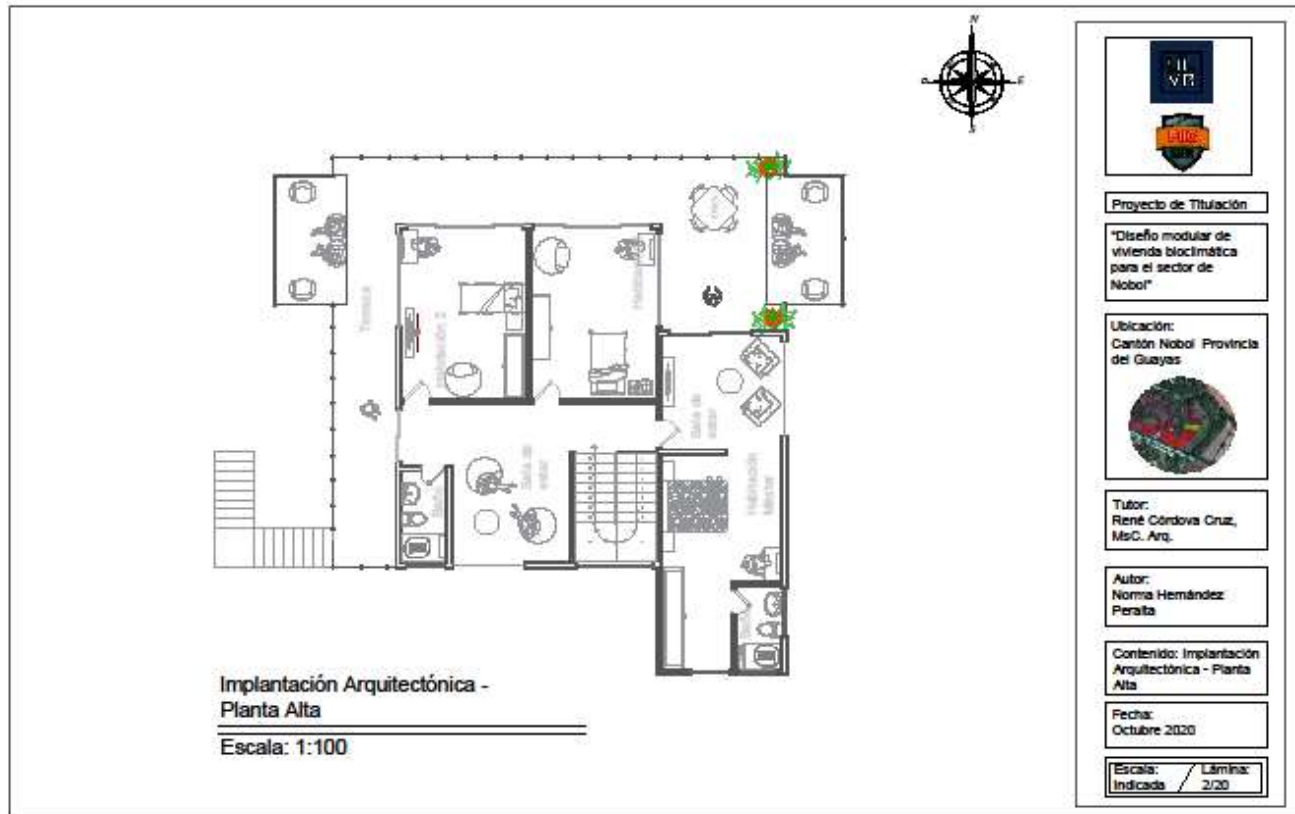 N
E
S
Terraza
Habitación 2
Sala de
estar
Sala de
estar
Habitación
Máster
Baño
Implantación Arquitectónica -
Planta Alta
Escala: 1:100
Proyecto de Titulación
"Diseño modular de
vivienda bioclimática
para el sector de
Nobol"
Ubicación:
Cantón Nobol Provincia
del Guayas
Tutor:
René Córdova Cruz,
MsC. Arq.
Autor:
Norma Hernández
Peralta
Contenido: Implantación
Arquitectónica - Planta
Alta
Fecha:
Octubre 2020
Escala:
Indicada
Lámina:
2/20